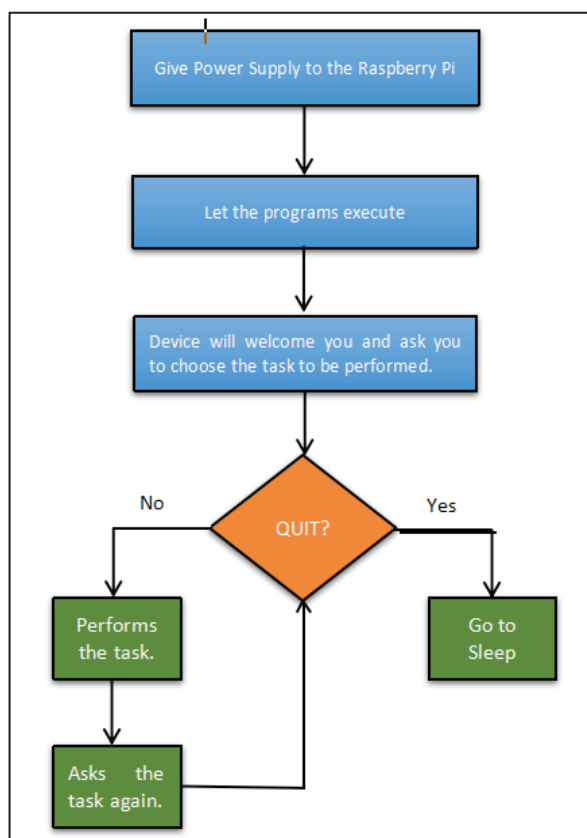 Give Power Supply to the Raspberry Pi
Let the programs execute
Device will welcome you and ask you
to choose the task to be performed.
QUIT?
No
Yes
Performs
the task.
Go to
Sleep
Asks the
task again.